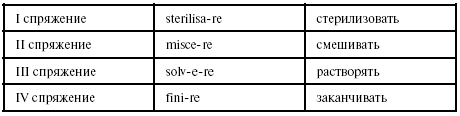 I спряжение sterilisa-re стерилизовать
II спряжение misce-re смешивать
III спряжение solv-e-re растворять
IV спряжение fini-re заканчивать